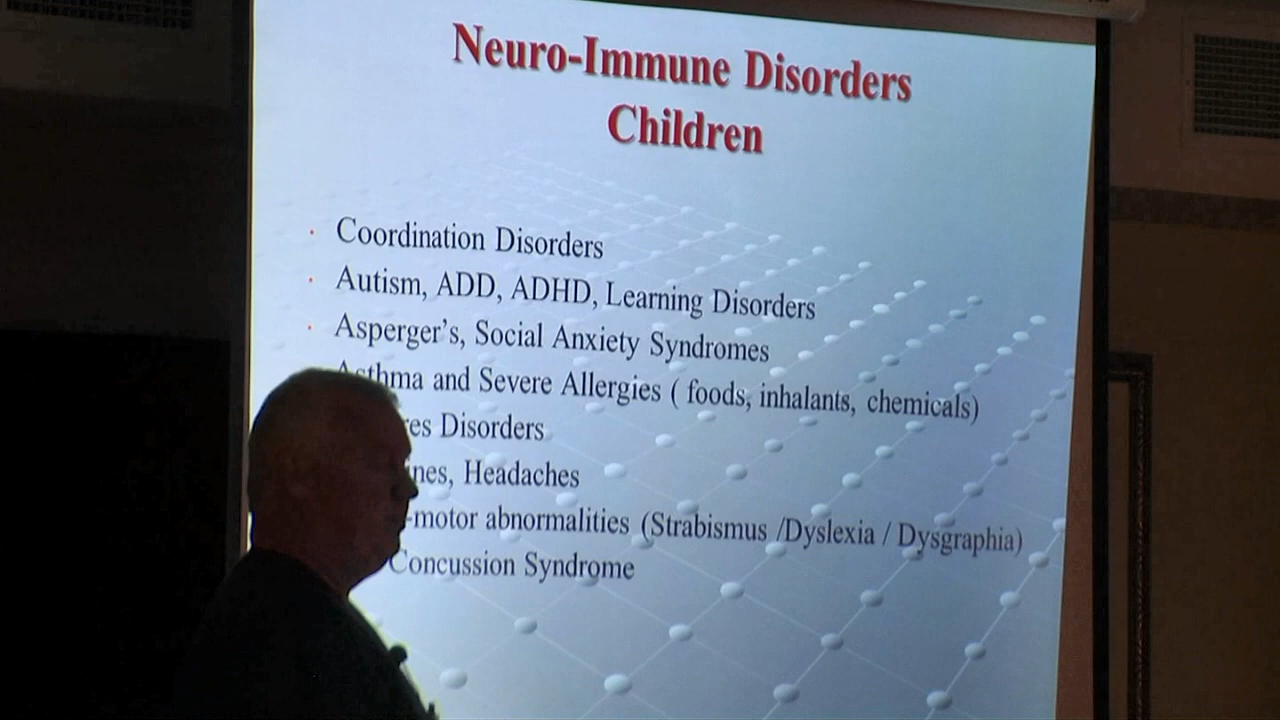 Neuro-Immune Disorders
Children
Coordination Disorders
Autism, ADD, ADHD, Learning Disorders
Asperger's, Social Anxiety Syndromes
Asthma and Severe Allergies ( foods, inhalants, chemicals)
Disorders
Headaches
-motor abnormalities (Strabismus /Dyslexia / Dysgraphia)
Concussion Syndrome